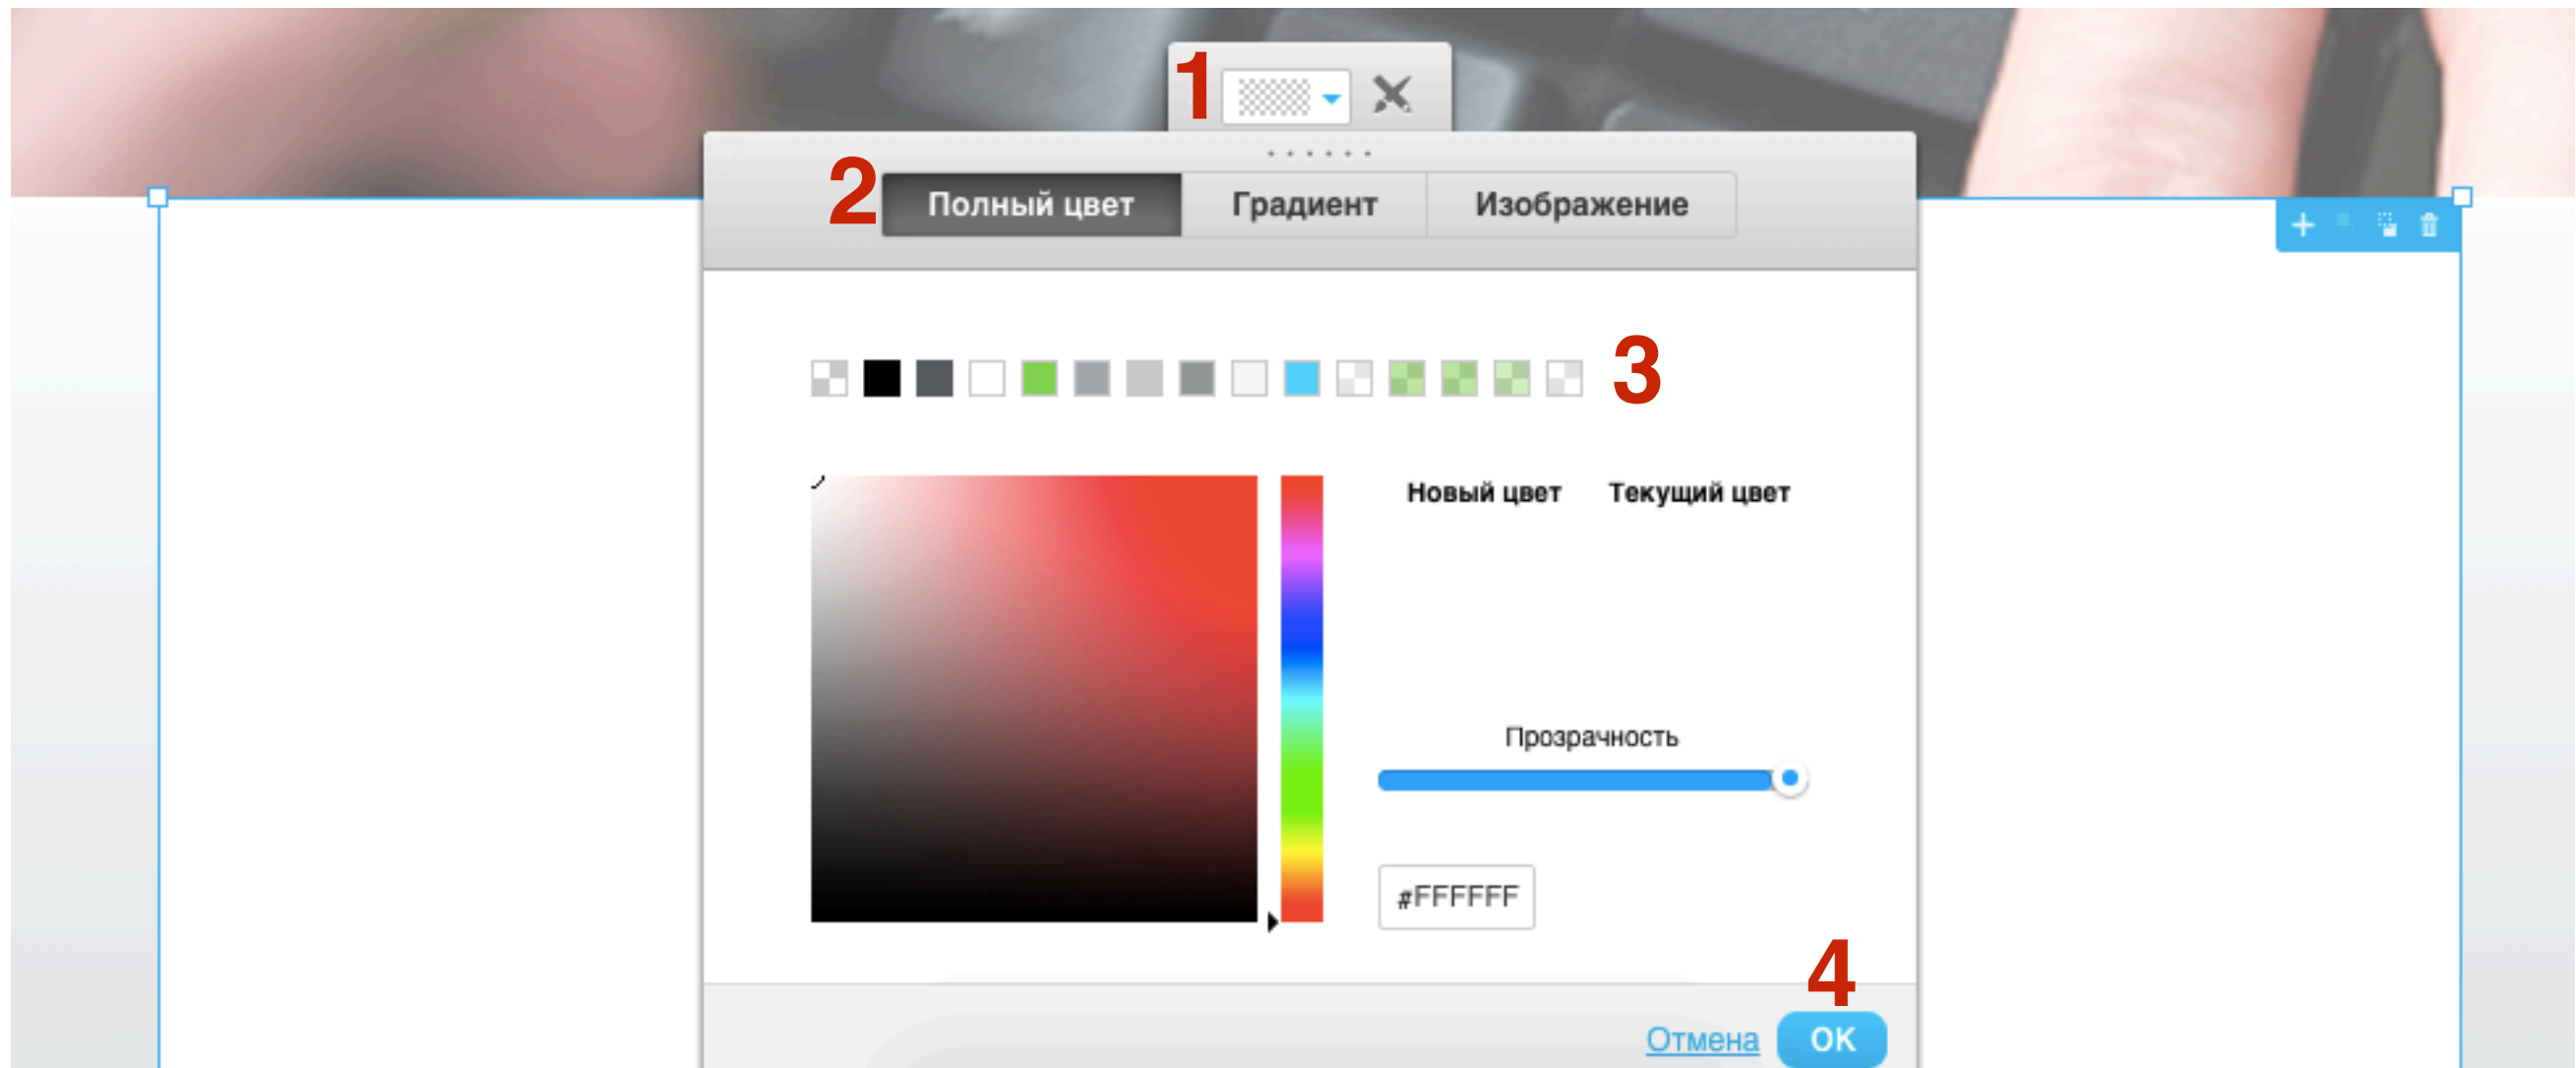 1
2 Полный цвет Градиент Изображение
3
Новый цвет Текущий цвет
Прозрачность
#FFFFFF
4
Отмена OK